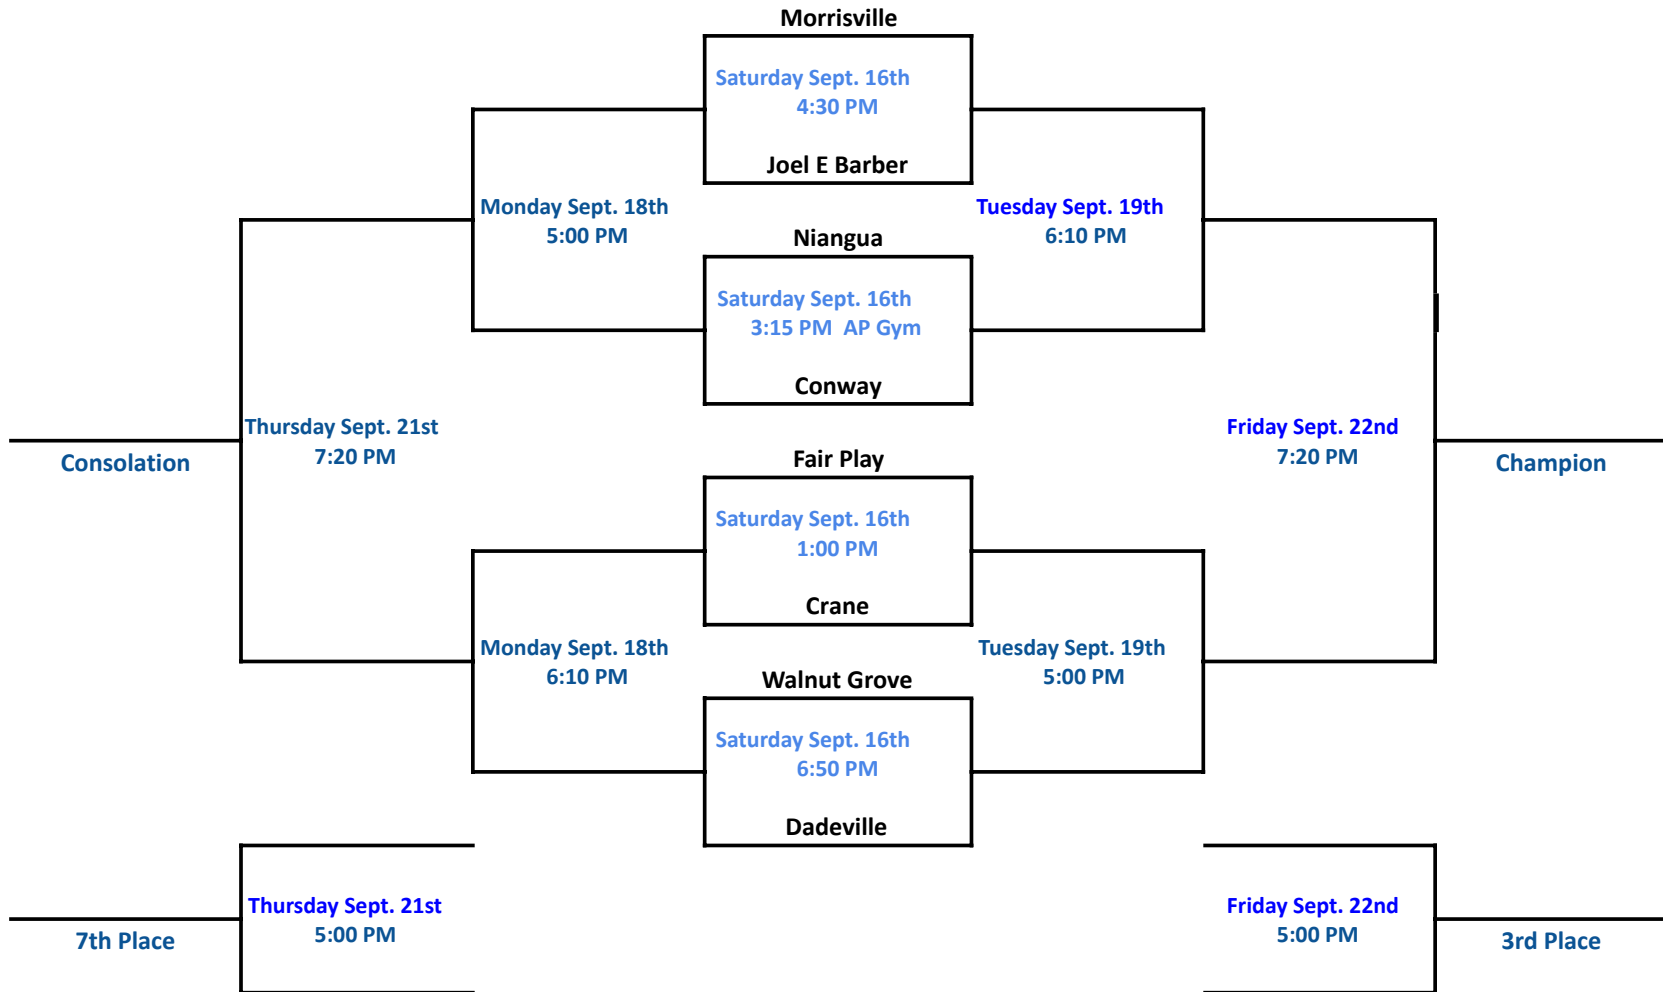 Morrisville
Saturday Sept. 16th
4:30 PM
Joel E Barber
Monday Sept. 18th
5:00 PM
Tuesday Sept. 19th
6:10 PM
Niangua
Saturday Sept. 16th
3:15 PM  AP Gym
Conway
Thursday Sept. 21st
7:20 PM
Consolation
Friday Sept. 22nd
7:20 PM
Champion
Fair Play
Saturday Sept. 16th
1:00 PM
Crane
Monday Sept. 18th
6:10 PM
Tuesday Sept. 19th
5:00 PM
Walnut Grove
Saturday Sept. 16th
6:50 PM
Dadeville
Thursday Sept. 21st
5:00 PM
7th Place
Friday Sept. 22nd
5:00 PM
3rd Place